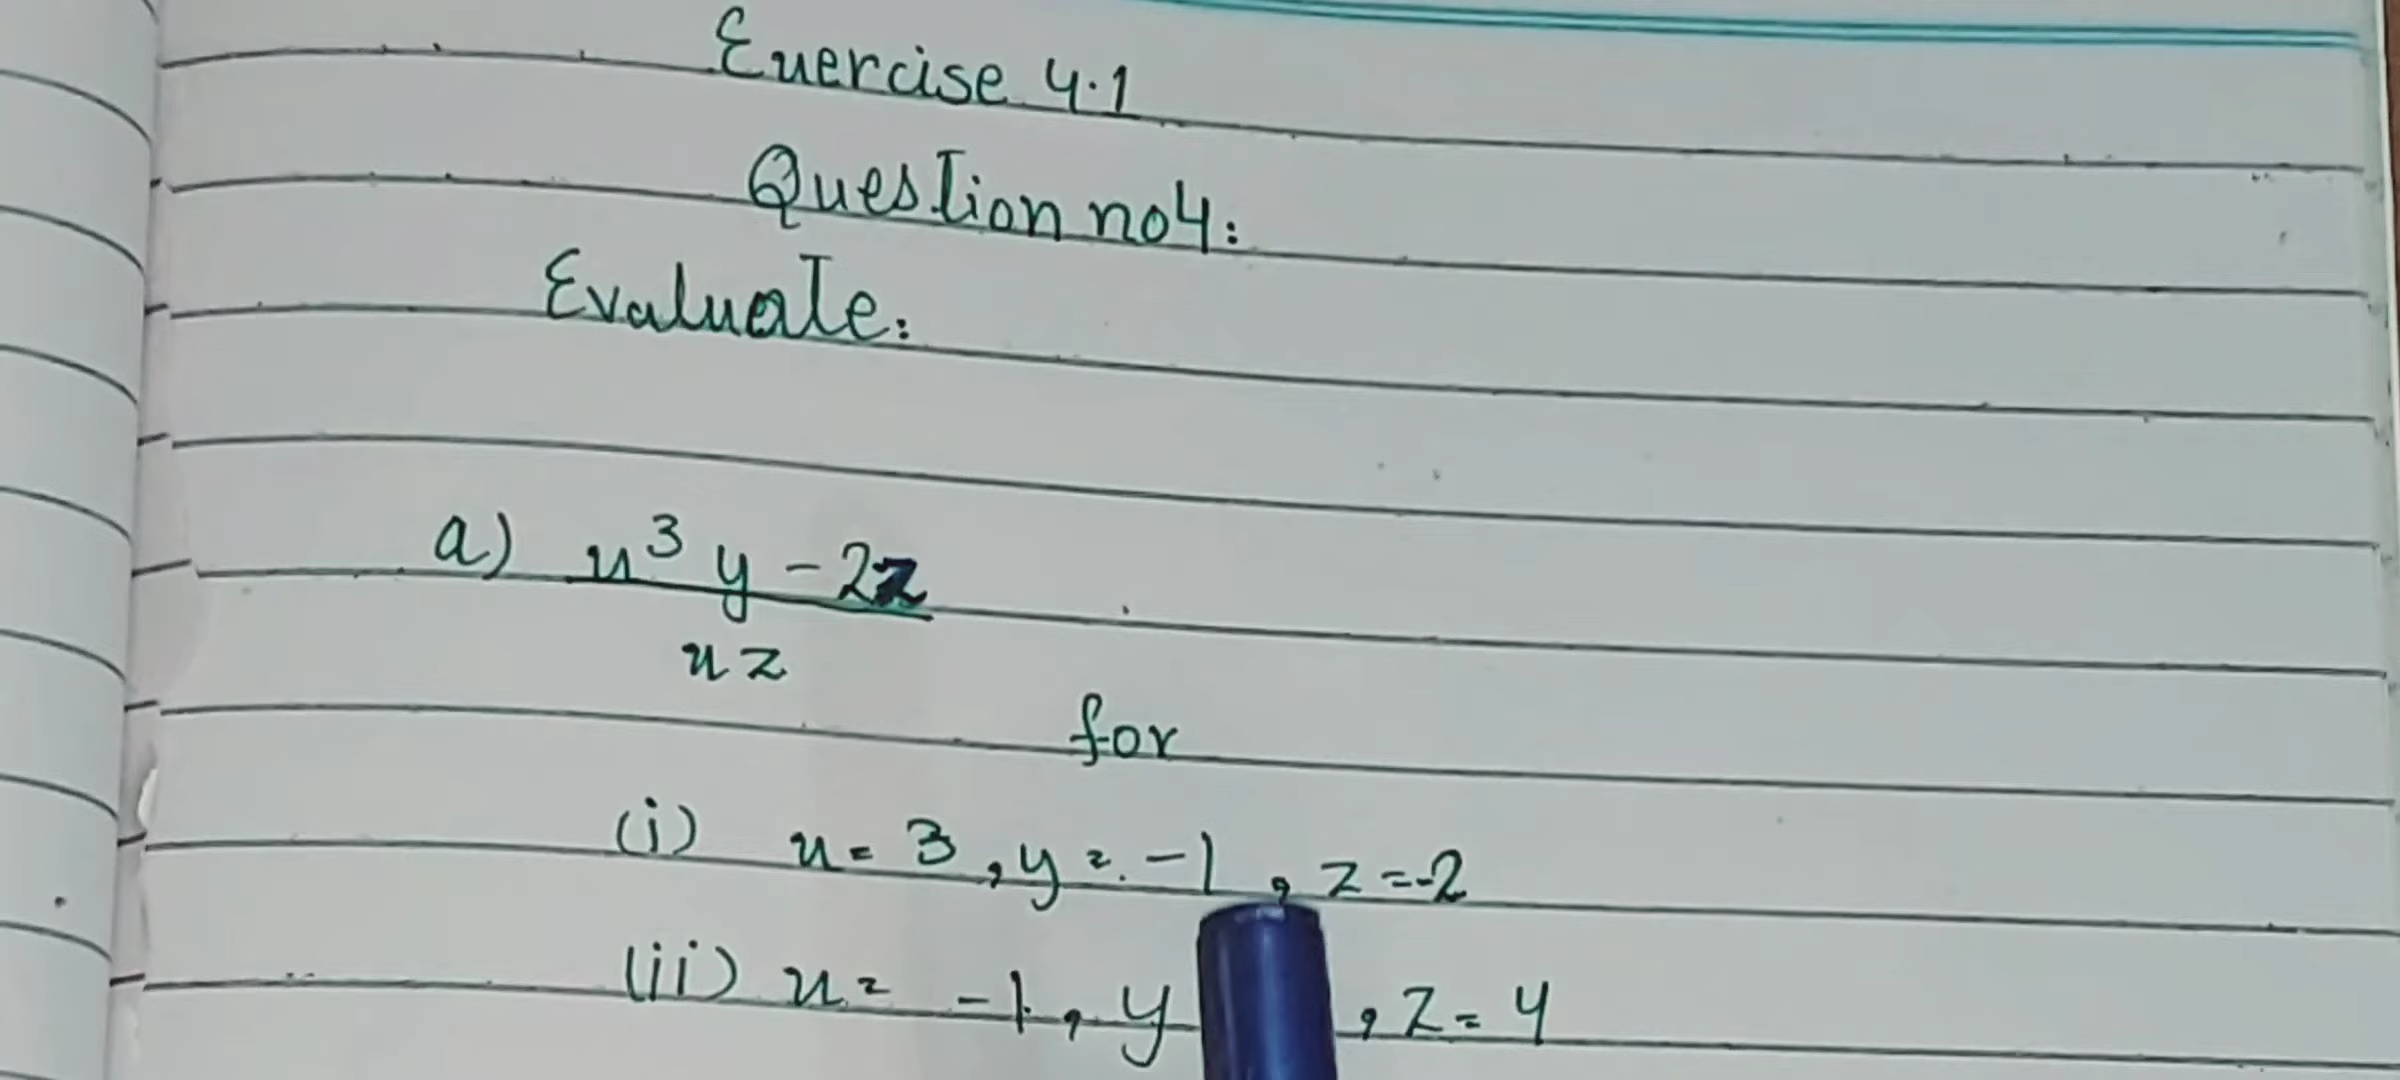 Exercise 4.1
Question no4:
Evaluate:
a) x³y - 2z
xz
for
(i) x = 3, y = -1, z = -2
(ii) x = -1, y , z = 4